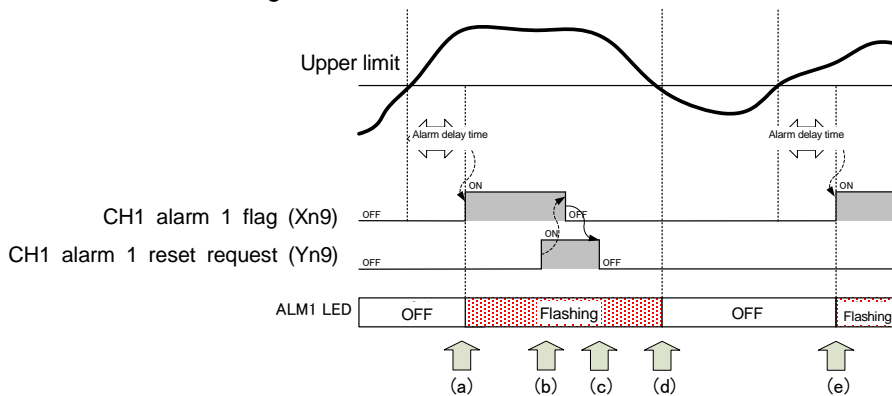 Upper limit
Alarm delay time
Alarm delay time
ON
ON
CH1 alarm 1 flag (Xn9)
OFF
OFF
ON
CH1 alarm 1 reset request (Yn9)
OFF
OFF
ALM1 LED
OFF
Flashing
OFF
Flashing
(a)
(b)
(c)
(d)
(e)